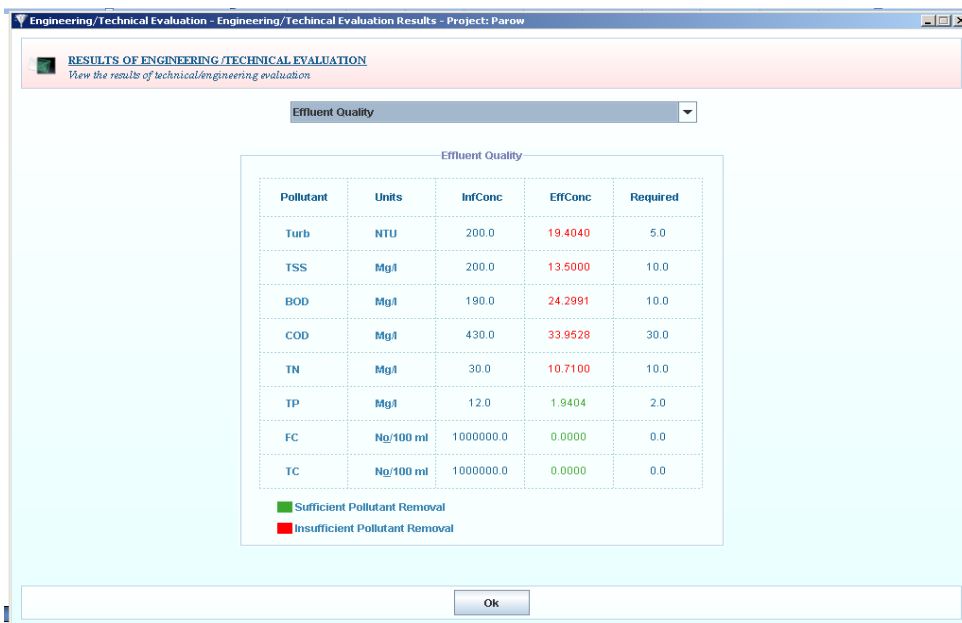 Engineering/Technical Evaluation - Engineering/Techincal Evaluation Results - Project: Parow
RESULTS OF ENGINEERING /TECHNICAL EVALUATION
View the results of technical/engineering evaluation
Effluent Quality
Effluent Quality
Pollutant Units InfConc EffConc Required
Turb NTU 200.0 19.4040 5.0
TSS Mg/l 200.0 13.5000 10.0
BOD Mg/l 190.0 24.2991 10.0
COD Mg/l 430.0 33.9528 30.0
TN Mg/l 30.0 10.7100 10.0
TP Mg/l 12.0 1.9404 2.0
FC No/100 ml 1000000.0 0.0000 0.0
TC No/100 ml 1000000.0 0.0000 0.0
Sufficient Pollutant Removal
Insufficient Pollutant Removal
Ok